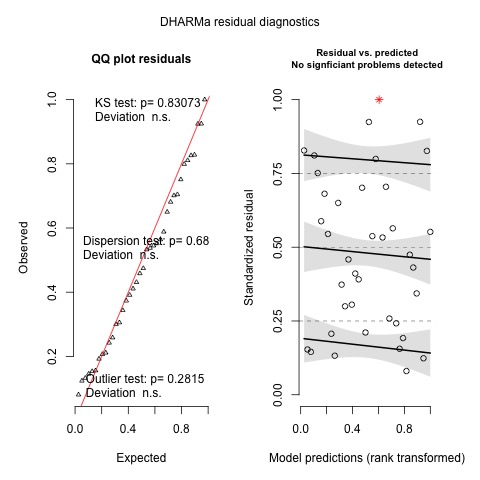 DHARMa residual diagnostics
QQ plot residuals
KS test: p= 0.83073
Deviation n.s.
Dispersion test: p= 0.68
Deviation n.s.
Outlier test: p= 0.2815
Deviation n.s.
Observed
1.0
0.8
0.6
0.4
0.2
0.0
0.4
0.8
Expected
Residual vs. predicted
No signficiant problems detected
Standardized residual
1.00
0.75
0.50
0.25
0.00
0.0
0.4
0.8
Model predictions (rank transformed)